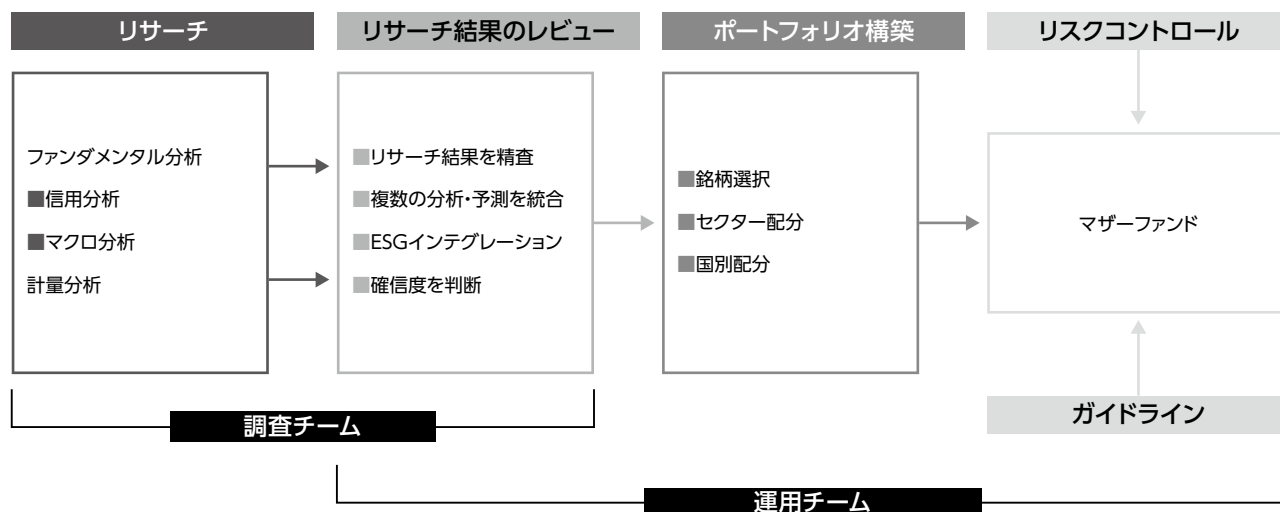 リサーチ
リサーチ結果のレビュー
ポートフォリオ構築
リスクコントロール
ファンダメンタル分析
■信用分析
■マクロ分析
計量分析
■リサーチ結果を精査
■複数の分析・予測を統合
■ESGインテグレーション
■確信度を判断
■銘柄選択
■セクター配分
■国別配分
マザーファンド
ガイドライン
調査チーム
運用チーム